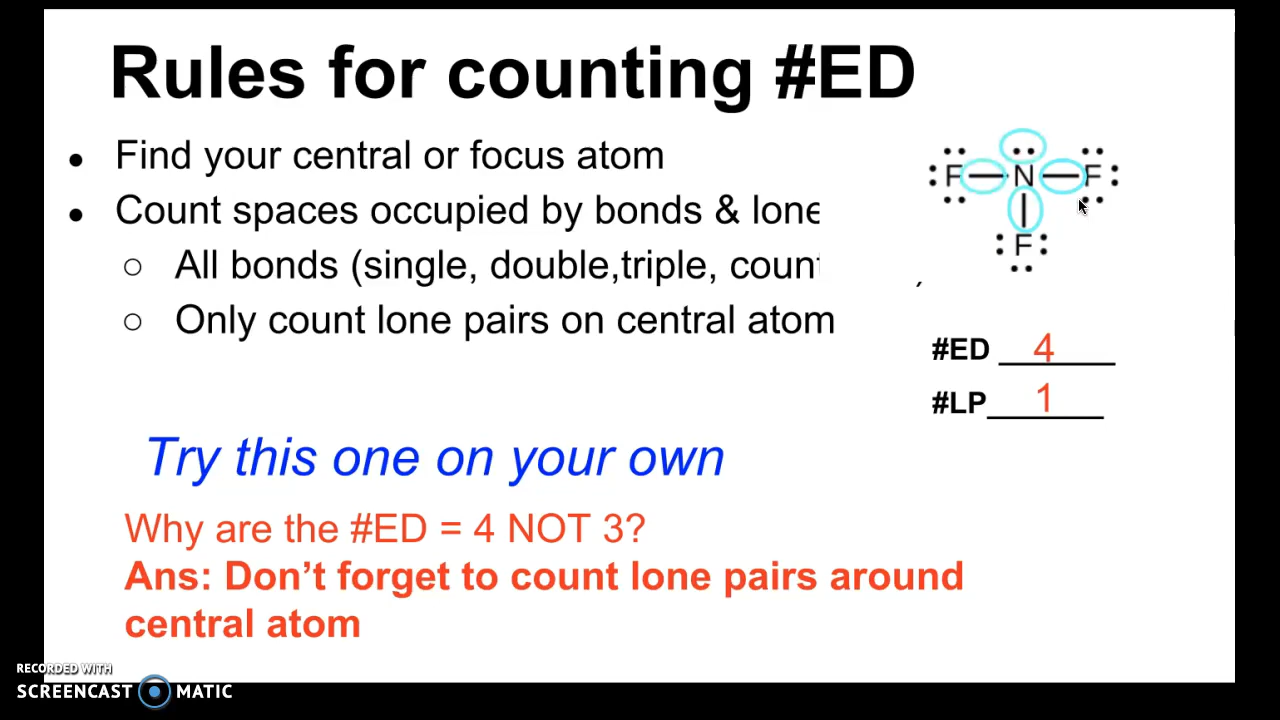 Rules for counting #ED
● Find your central or focus atom
● Count spaces occupied by bonds & lone
○ All bonds (single, double,triple, count
○ Only count lone pairs on central atom
F N F
F
#ED 4
#LP 1
Try this one on your own
Why are the #ED = 4 NOT 3?
Ans: Don’t forget to count lone pairs around
central atom
RECORDED WITH
SCREENCAST MATIC